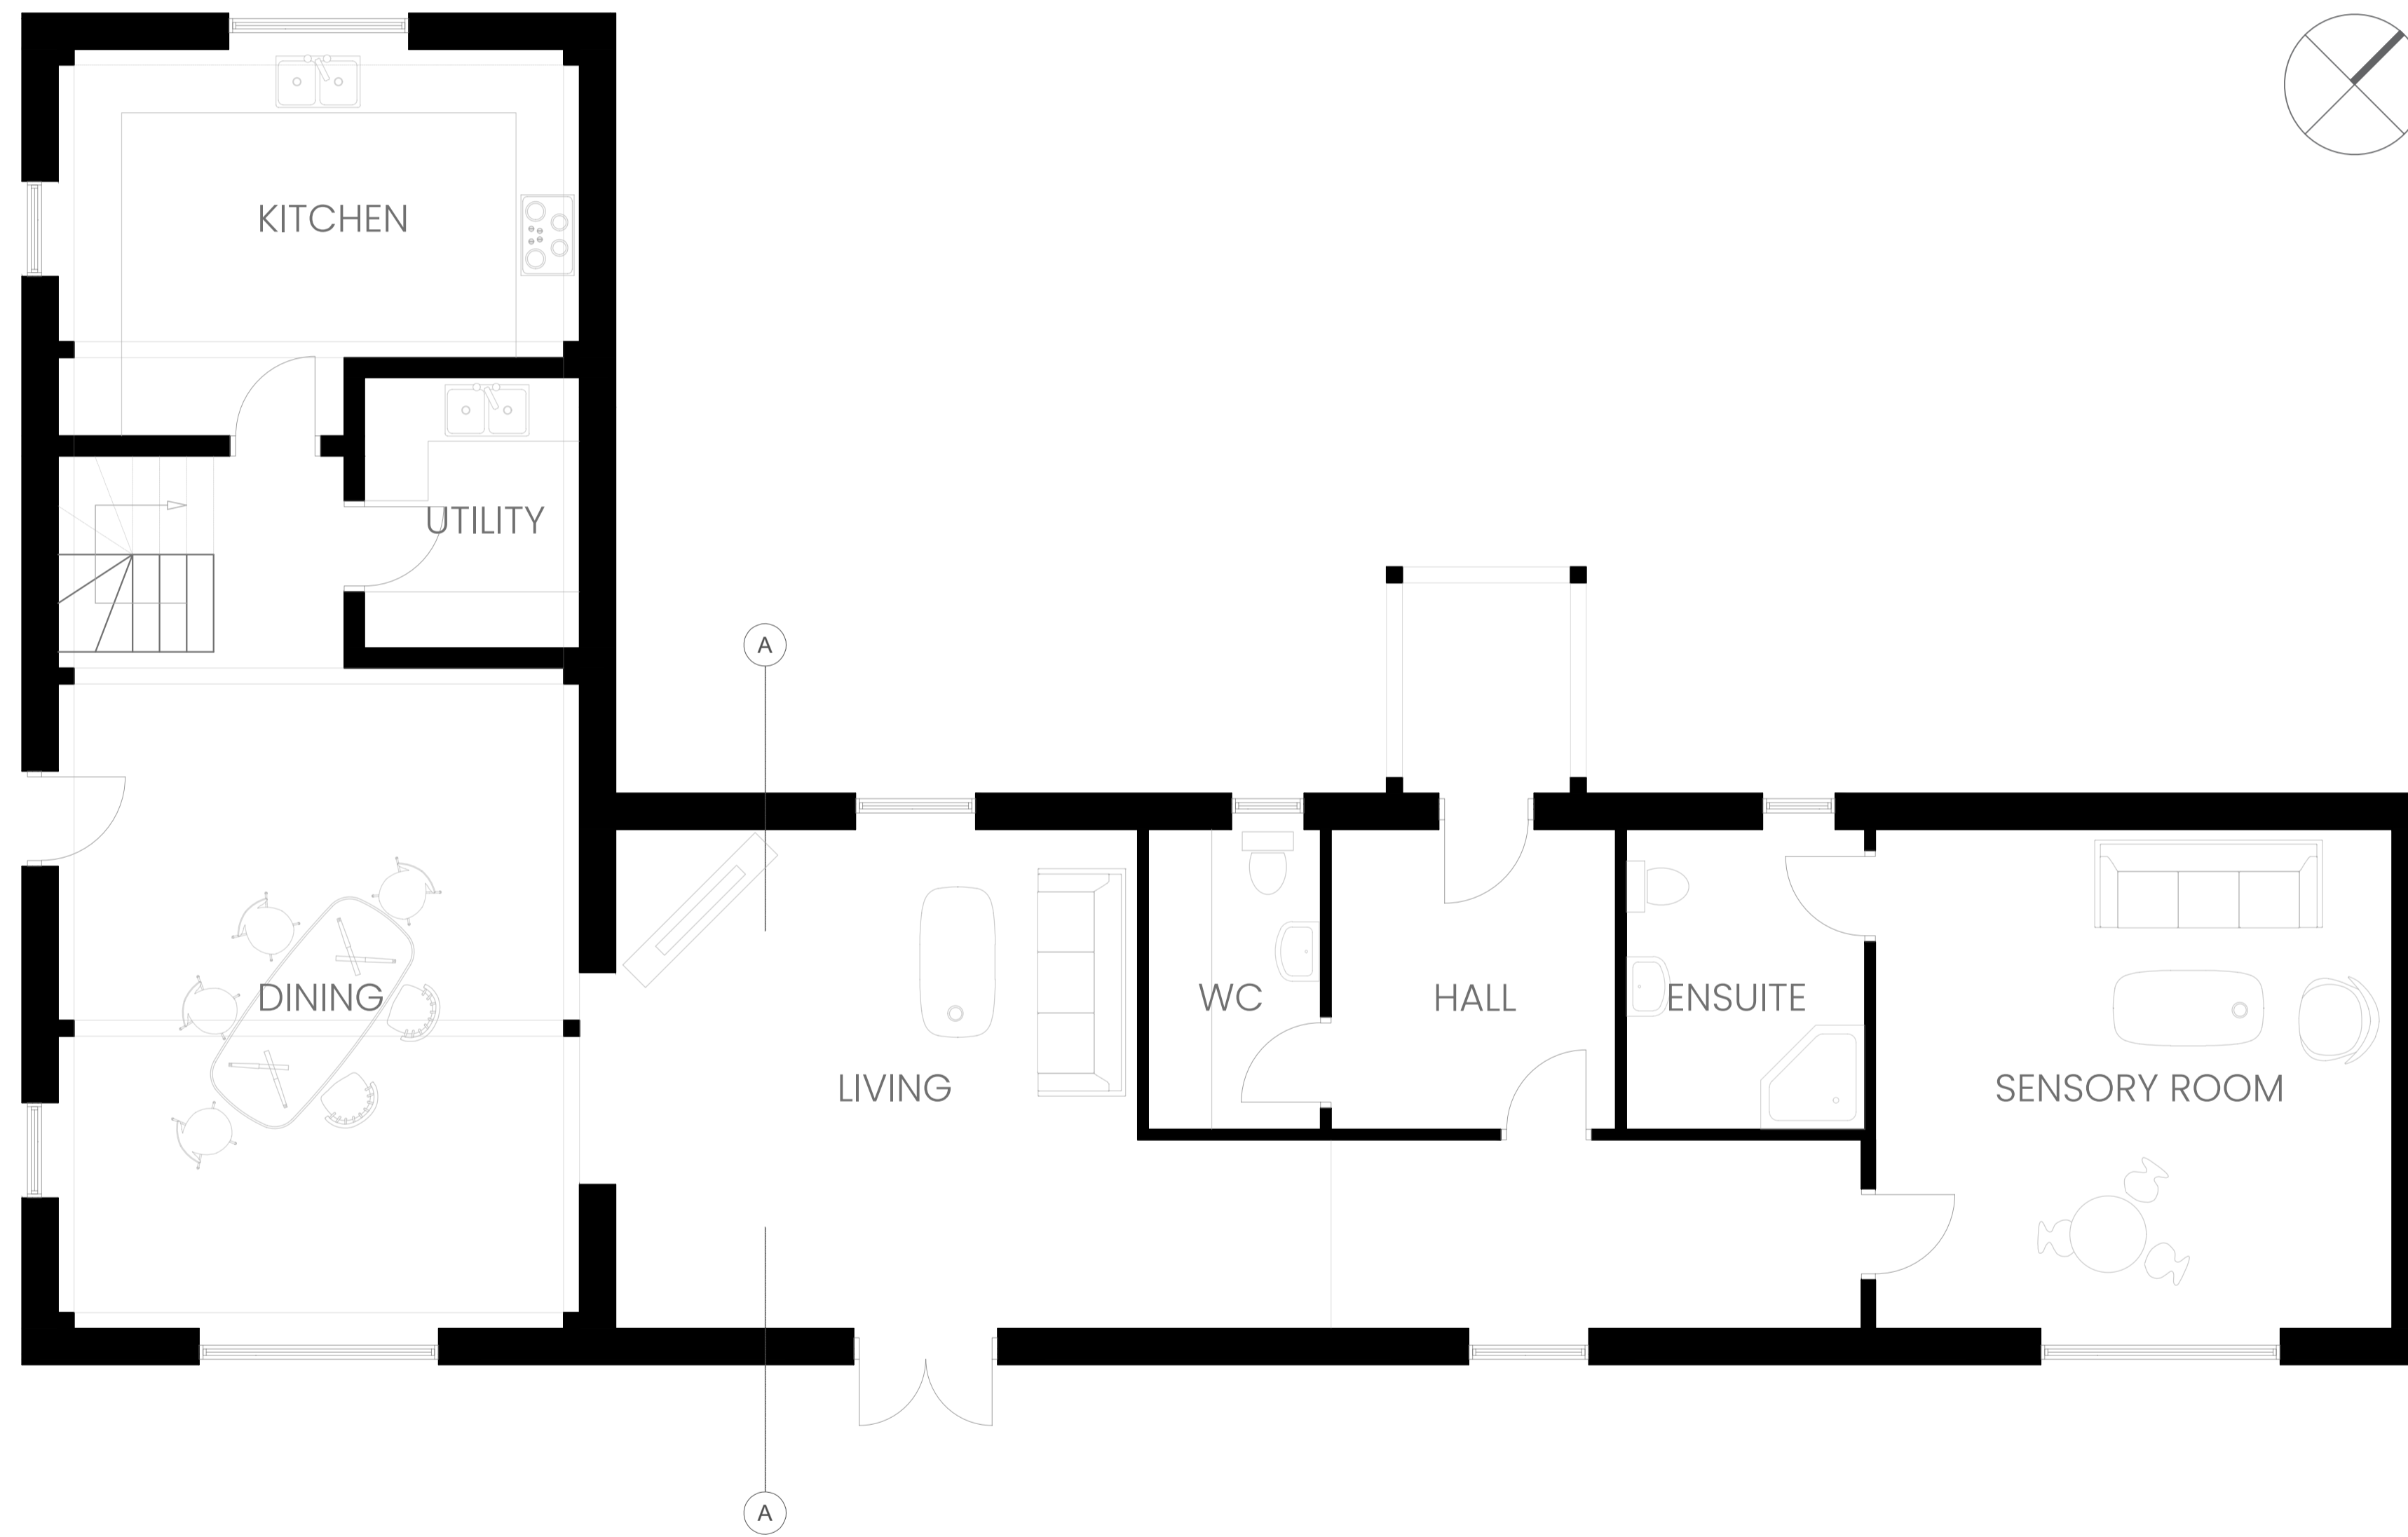 KITCHEN
UTILITY
A
DINING
WC
HALL
ENSUITE
LIVING
SENSORY ROOM
A